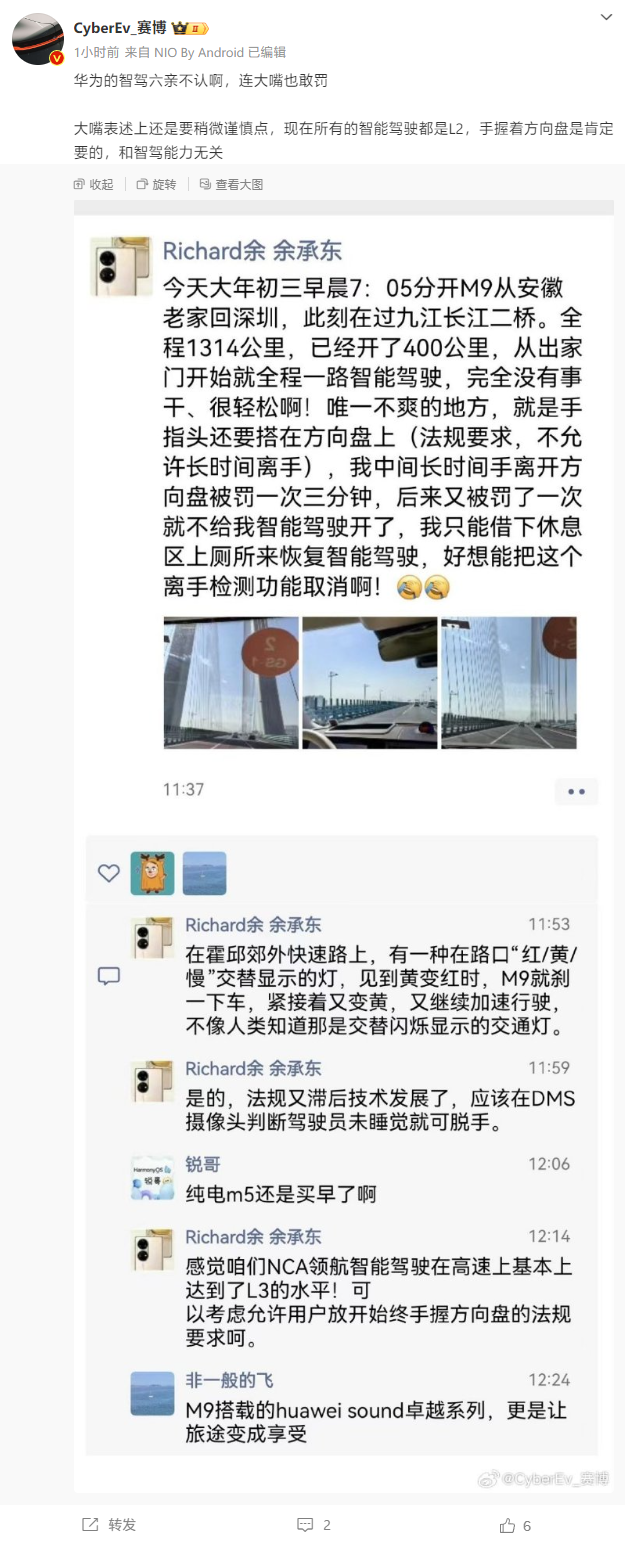 CyberEv_赛博
1小时前 来自 NIO By Android 已编辑
华为的智驾六亲不认啊，连大嘴也敢罚
大嘴表述上还是要稍微谨慎点，现在所有的智能驾驶都是L2，手握着方向盘是肯定
要的，和智驾能力无关
收起 旋转 查看大图
Richard余 余承东
今天大年初三早晨7：05分开M9从安徽
老家回深圳，此刻在过九江长江二桥。全
程1314公里，已经开了400公里，从出家
门开始就全程一路智能驾驶，完全没有事
干、很轻松啊！唯一不爽的地方，就是手
指头还要搭在方向盘上（法规要求，不允
许长时间离手），我中间长时间手离开方
向盘被罚一次三分钟，后来又被罚了一次
就不给我智能驾驶开了，我只能借下休息
区上厕所来恢复智能驾驶，好想能把这个
离手检测功能取消啊！
11:37
Richard余 余承东 11:53
在霍邱郊外快速路上，有一种在路口“红/黄/
慢”交替显示的灯，见到黄变红时，M9就刹
一下车，紧接着又变黄，又继续加速行驶，
不像人类知道那是交替闪烁显示的交通灯。
Richard余 余承东 11:59
是的，法规又滞后技术发展了，应该在DMS
摄像头判断驾驶员未睡觉就可脱手。
锐哥 12:06
纯电m5还是买早了啊
Richard余 余承东 12:14
感觉咱们NCA领航智能驾驶在高速上基本上
达到了L3的水平！可
以考虑允许用户放开始终手握方向盘的法规
要求呵。
非一般的飞 12:24
M9搭载的huawei sound卓越系列，更是让
旅途变成享受
@CyberEv_赛博
转发 2 6